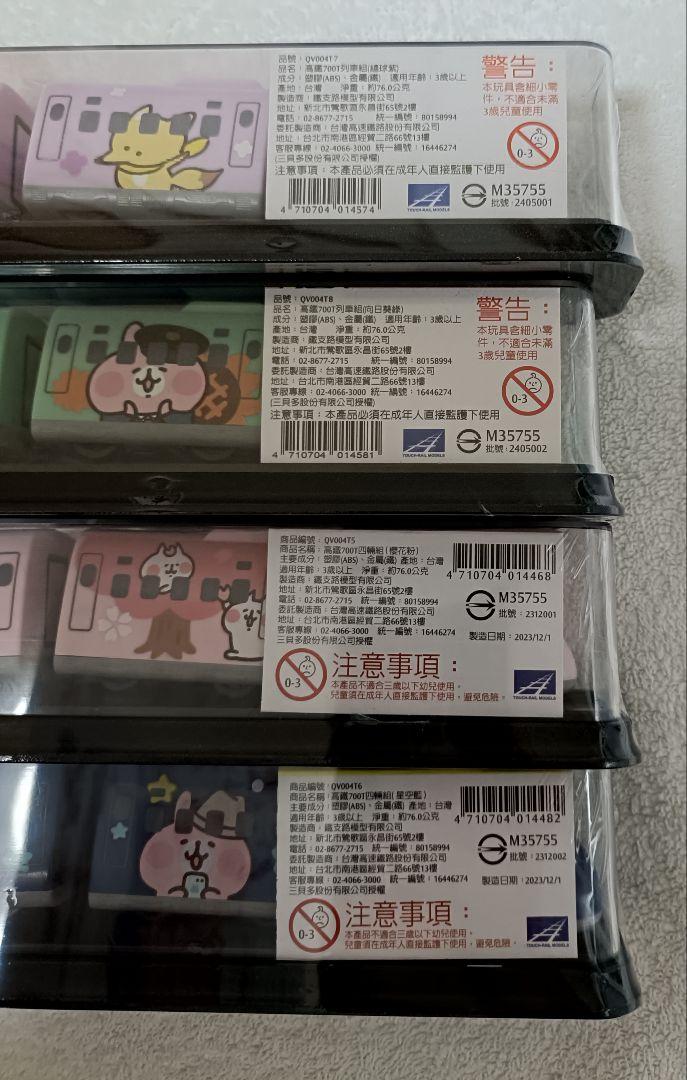 品號：QV004T7
品名：高鐵700T列車組(繡球紫)
成分：塑膠(ABS)、金屬(鐵) 適用年齡：3歲以上
產地：台灣 淨重：約76.0公克
製造商：鐵支路模型有限公司
地址：新北市鶯歌區永昌街65號2樓
電話：02-8677-2715 統一編號：80158994
委託製造商：台灣高速鐵路股份有限公司
地址：台北市南港區經貿二路66號13樓
客服專線：02-4066-3000 統一編號：16446274
(三貝多股份有限公司授權)
注意事項：本產品必須在成年人監護下使用
4 710704 014574
TOUCH-RAIL MODELS
M35755
批號：2405001
警告：
本玩具含細小零
件，不適合未滿
3歲兒童使用
0-3
品號：QV004T8
品名：高鐵700T列車組(向日葵綠)
成分：塑膠(ABS)、金屬(鐵) 適用年齡：3歲以上
產地：台灣 淨重：約76.0公克
製造商：鐵支路模型有限公司
地址：新北市鶯歌區永昌街65號2樓
電話：02-8677-2715 統一編號：80158994
委託製造商：台灣高速鐵路股份有限公司
地址：台北市南港區經貿二路66號13樓
客服專線：02-4066-3000 統一編號：16446274
(三貝多股份有限公司授權)
注意事項：本產品必須在成年人監護下使用
4 710704 014581
TOUCH-RAIL MODELS
M35755
批號：2405002
警告：
本玩具含細小零
件，不適合未滿
3歲兒童使用
0-3
商品編號：QV004T5
商品名稱：高鐵700T四輛組(櫻花粉)
主要成分：塑膠(ABS)、金屬(鐵) 產地：台灣
適用年齡：3歲以上 淨重：約76.0公克
製造商：鐵支路模型有限公司
地址：新北市鶯歌區永昌街65號2樓
電話：02-8677-2715 統一編號：80158994
委託製造商：台灣高速鐵路股份有限公司
地址：台北市南港區經貿二路66號13樓
客服專線：02-4066-3000 統一編號：16446274
三貝多股份有限公司授權
4 710704 014468
M35755
批號：2312001
製造日期：2023/12/1
0-3
注意事項：
本產品不適合三歲以下幼兒使用，
兒童須在成年人直接監護下使用，避免危險。
TOUCH-RAIL MODELS
商品編號：QV004T6
商品名稱：高鐵700T四輛組(星空藍)
主要成分：塑膠(ABS)、金屬(鐵) 產地：台灣
適用年齡：3歲以上 淨重：約76.0公克
製造商：鐵支路模型有限公司
地址：新北市鶯歌區永昌街65號2樓
電話：02-8677-2715 統一編號：80158994
委託製造商：台灣高速鐵路股份有限公司
地址：台北市南港區經貿二路66號13樓
客服專線：02-4066-3000 統一編號：16446274
三貝多股份有限公司授權
4 710704 014482
M35755
批號：2312002
製造日期：2023/12/1
0-3
注意事項：
本產品不適合三歲以下幼兒使用，
兒童須在成年人直接監護下使用，避免危險。
TOUCH-RAIL MODELS